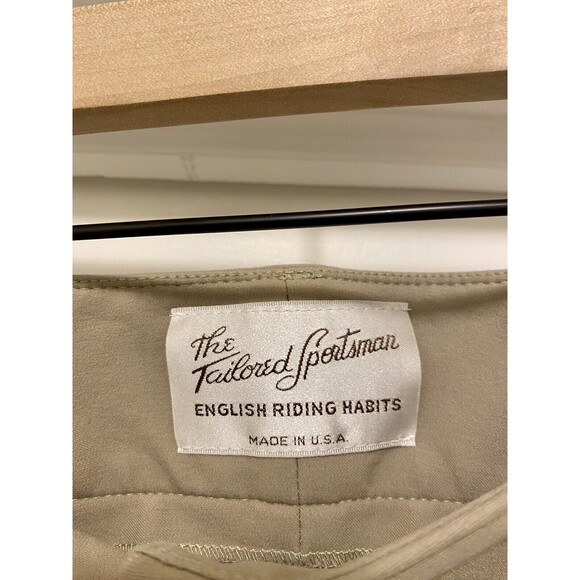 The
Tailored Sportsman
ENGLISH RIDING HABITS
MADE IN U.S.A.